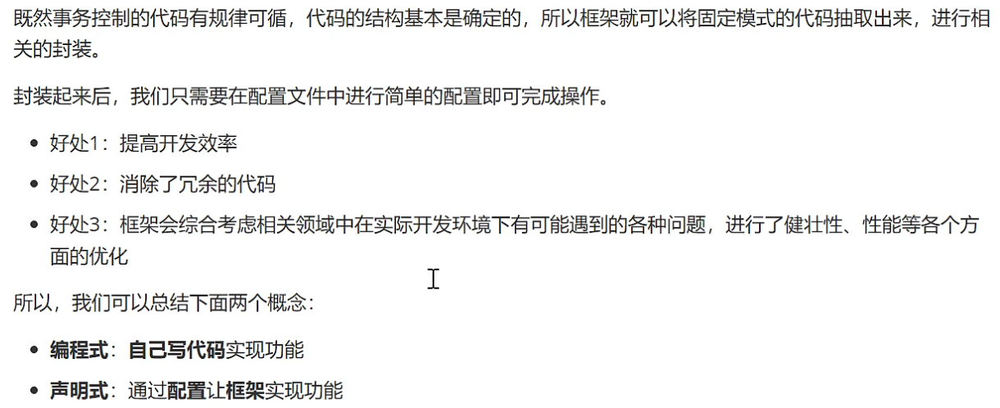 既然事务控制的代码有规律可循，代码的结构基本是确定的，所以框架就可以将固定模式的代码抽取出来，进行相
关的封装。
封装起来后，我们只需要在配置文件中进行简单的配置即可完成操作。
• 好处1：提高开发效率
• 好处2：消除了冗余的代码
• 好处3：框架会综合考虑相关领域中在实际开发环境下有可能遇到的各种问题，进行了健壮性、性能等各个方
面的优化
所以，我们可以总结下面两个概念：
• 编程式：自己写代码实现功能
• 声明式：通过配置让框架实现功能